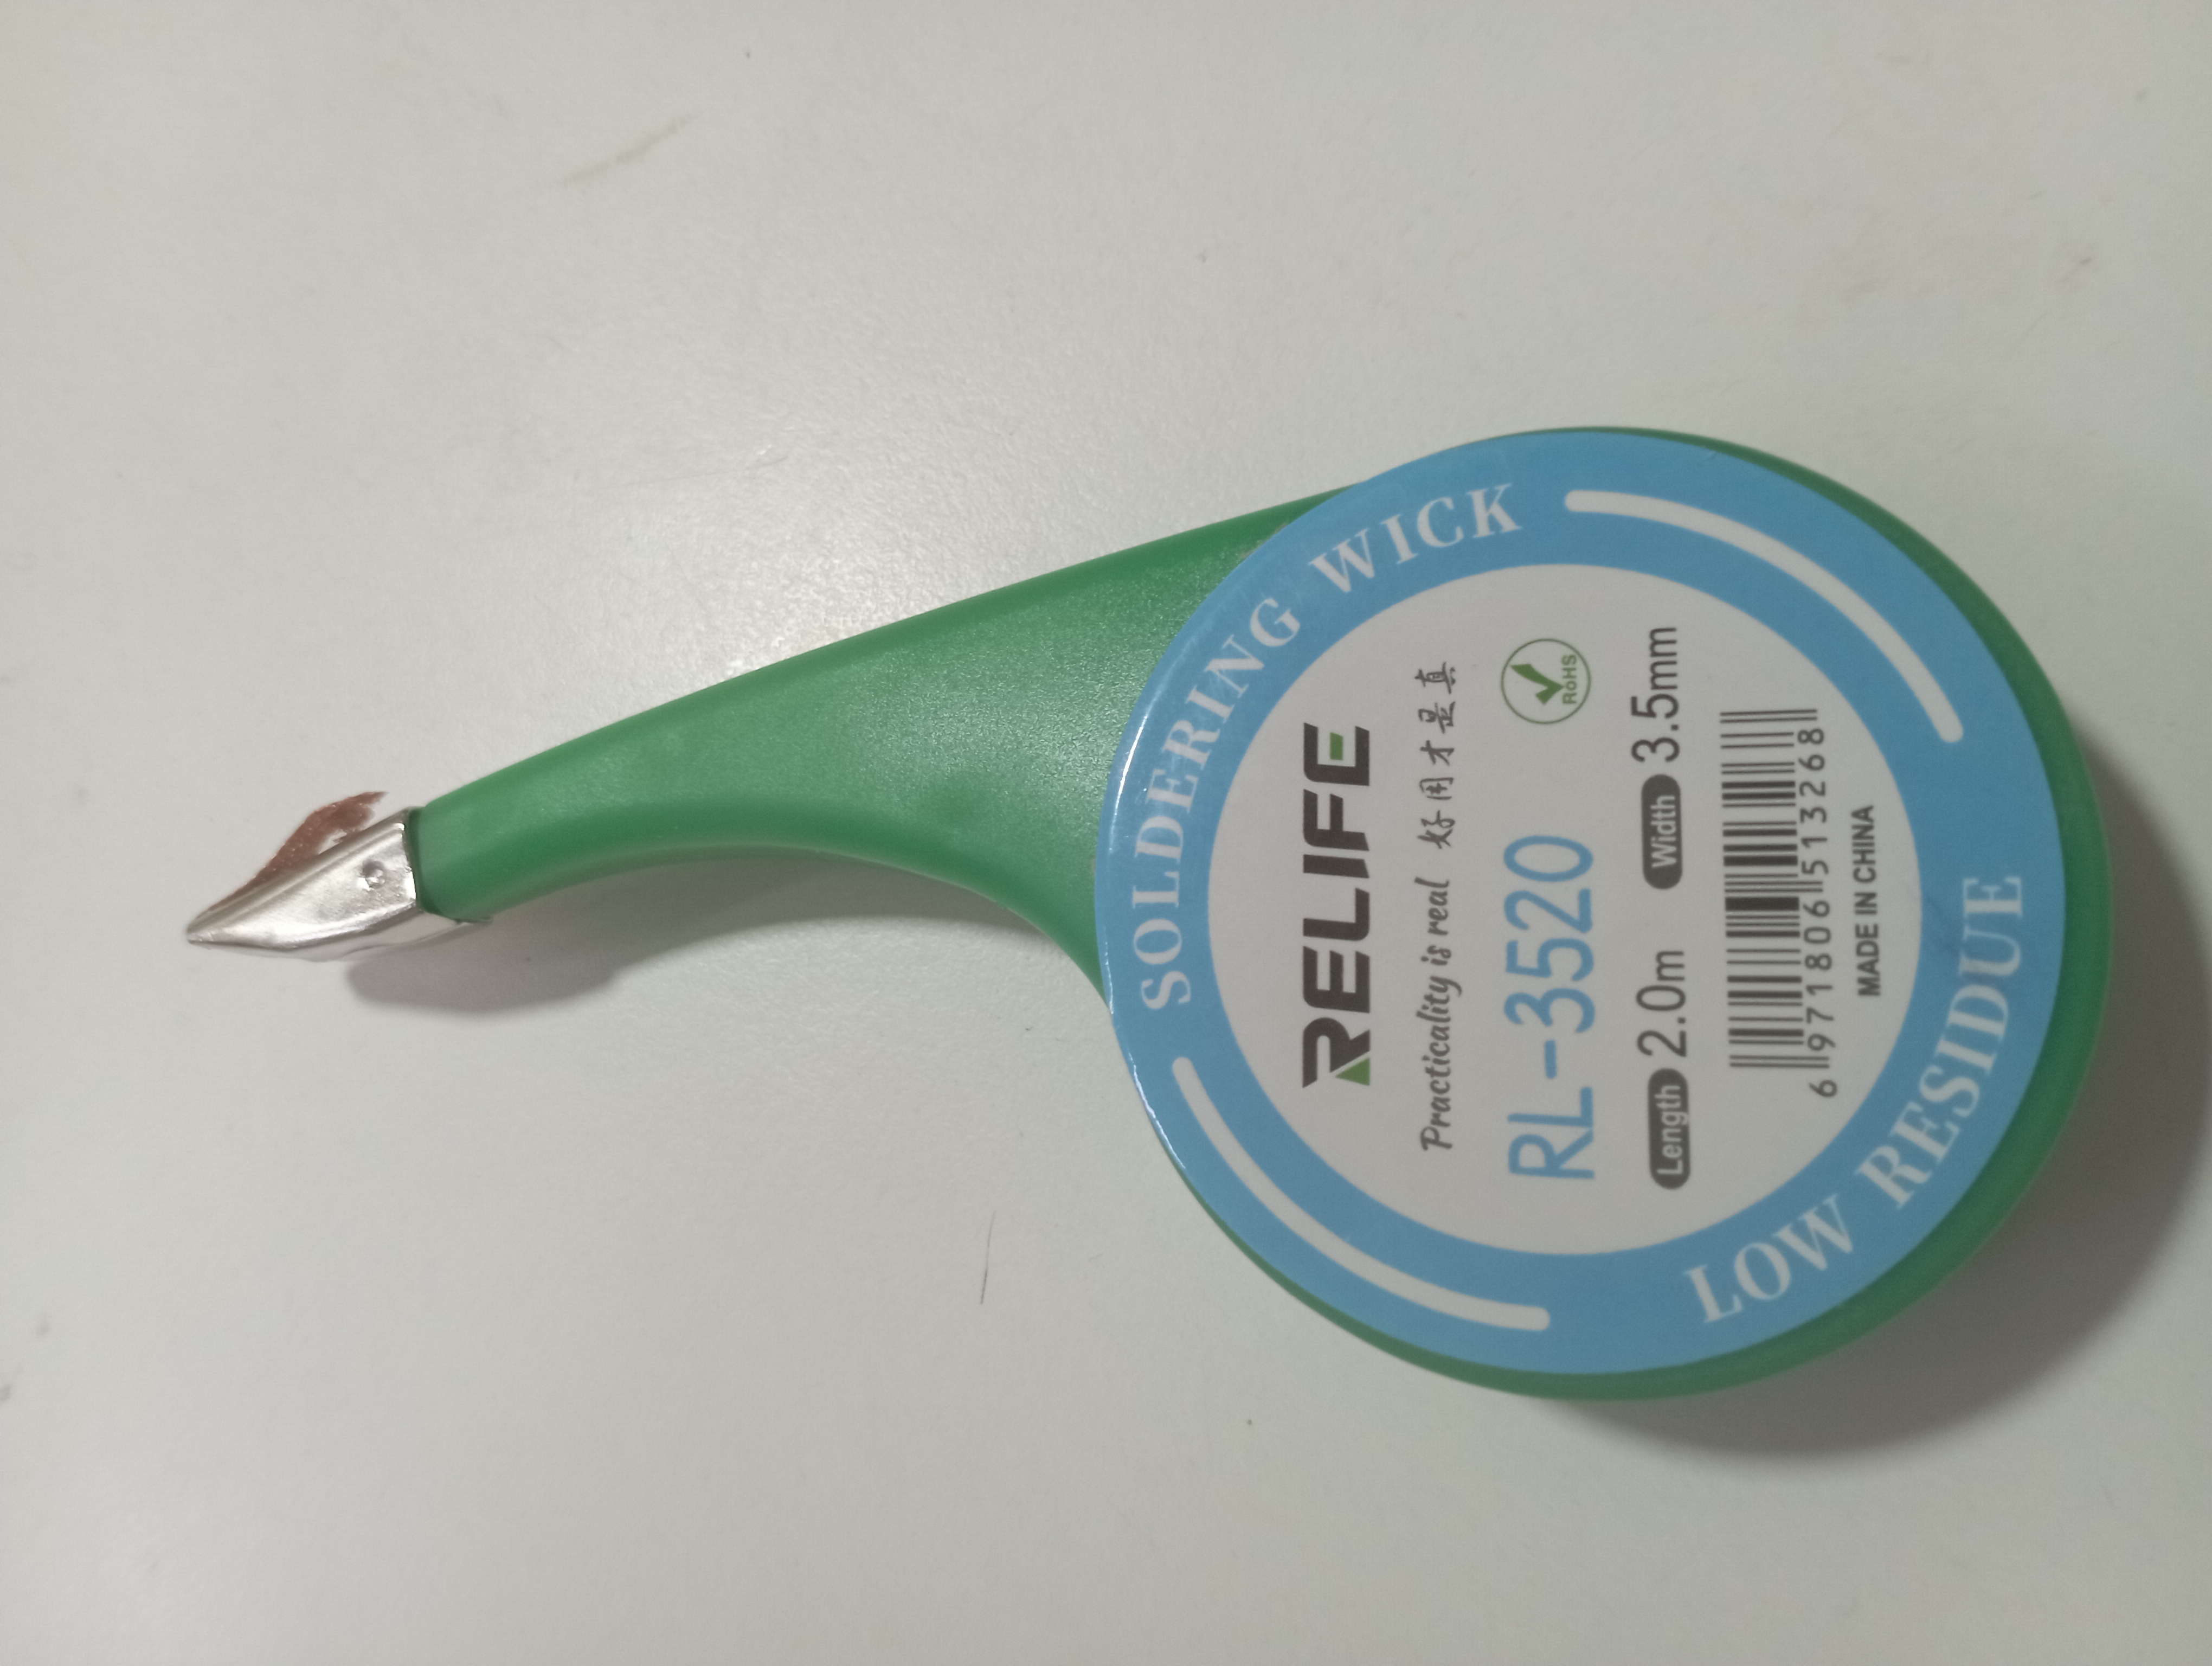 SOLDERING WICK
RELIFE
Practicality is real 好用才是真
RL-3520
RoHS
Length 2.0m Width 3.5mm
6 971806 513268
MADE IN CHINA
LOW RESIDUE